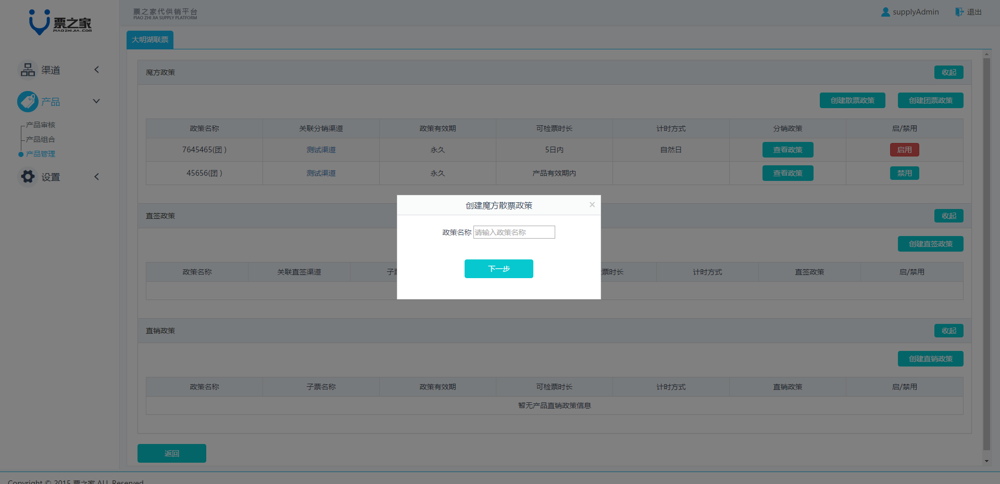 票之家
PIAOZHIJIA.COM
票之家代供销平台
PIAO ZHI JIA SUPPLY PLATFORM
supplyAdmin
退出
渠道
产品
产品审核
产品组合
产品管理
设置
大明湖联票
魔方政策
收起
创建散票政策 创建团票政策
政策名称 关联分销渠道 政策有效期 可检票时长 计时方式 分销政策 启/禁用
7645465(团 ) 测试渠道 永久 5日内 自然日 查看政策 启用
45656(团 ) 测试渠道 永久 产品有效期内 查看政策 禁用
创建魔方散票政策 ×
政策名称 请输入政策名称
下一步
直签政策
收起
创建直签政策
政策名称 关联直签渠道 子票 票时长 计时方式 直签政策 启/禁用
直销政策
收起
创建直销政策
政策名称 子票名称 政策有效期 可检票时长 计时方式 直销政策 启/禁用
暂无产品直销政策信息
返回
Copyright © 2015 票之家 ALL Reserved